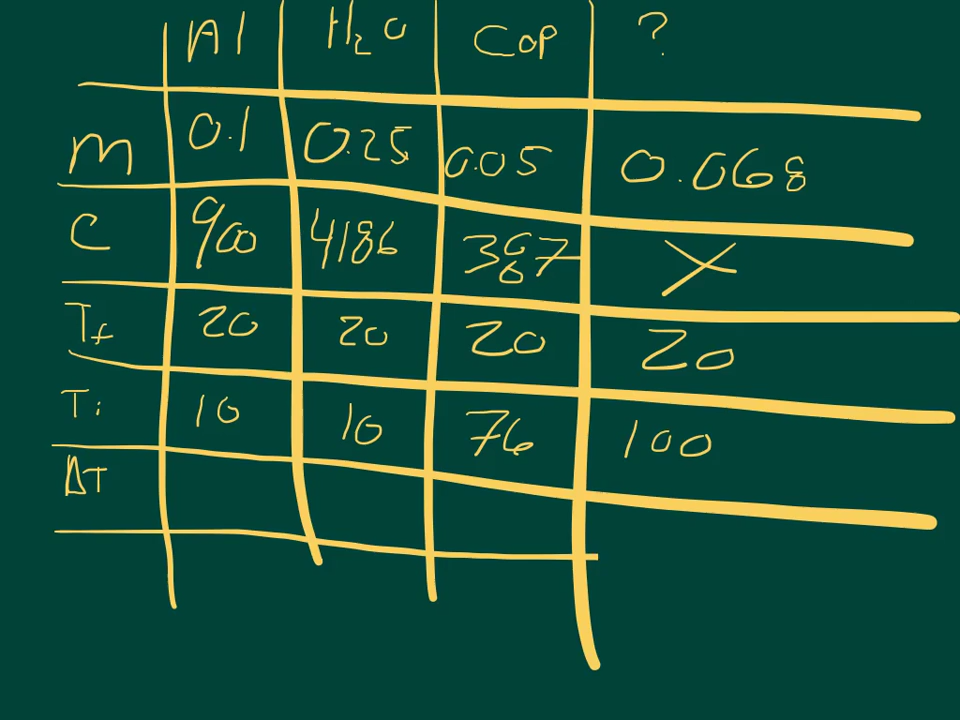 Al H₂O Cop ?
m 0.1 0.25 0.05 0.068
C 900 4186 387 X
Tf 20 20 20 20
Ti 10 10 76 100
ΔT